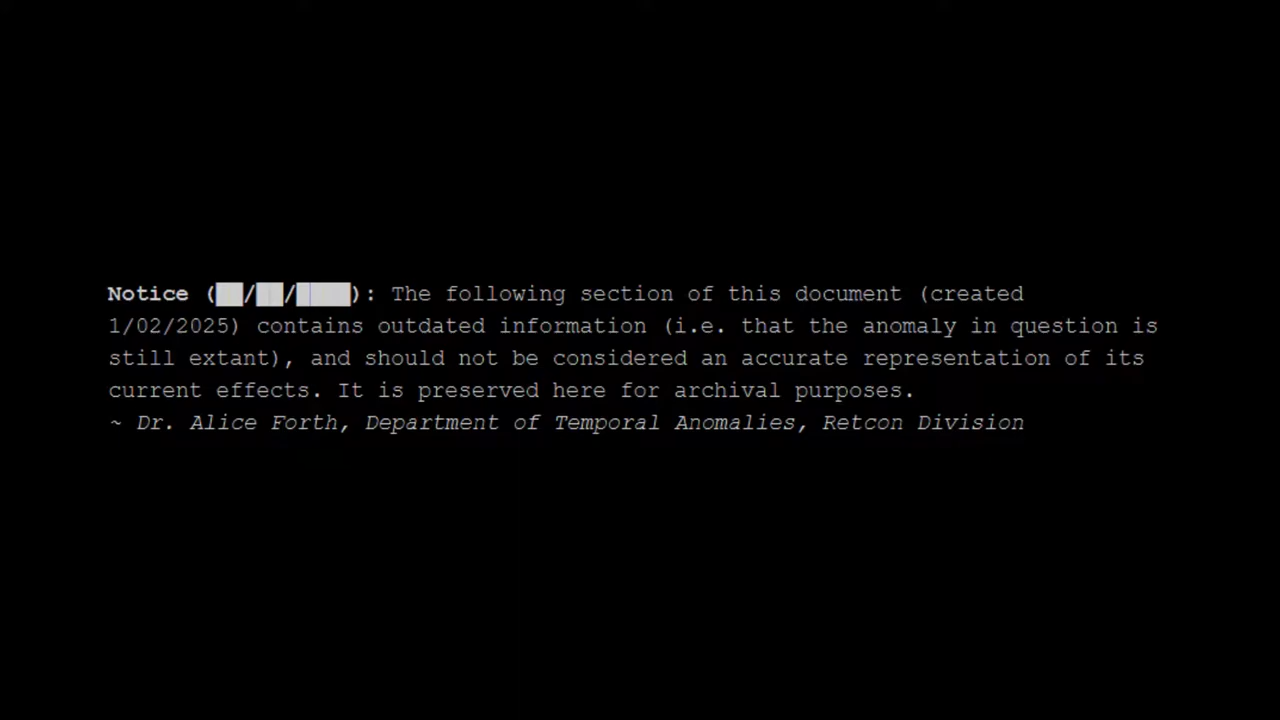 Notice (██/██/████): The following section of this document (created
1/02/2025) contains outdated information (i.e. that the anomaly in question is
still extant), and should not be considered an accurate representation of its
current effects. It is preserved here for archival purposes.
~ Dr. Alice Forth, Department of Temporal Anomalies, Retcon Division